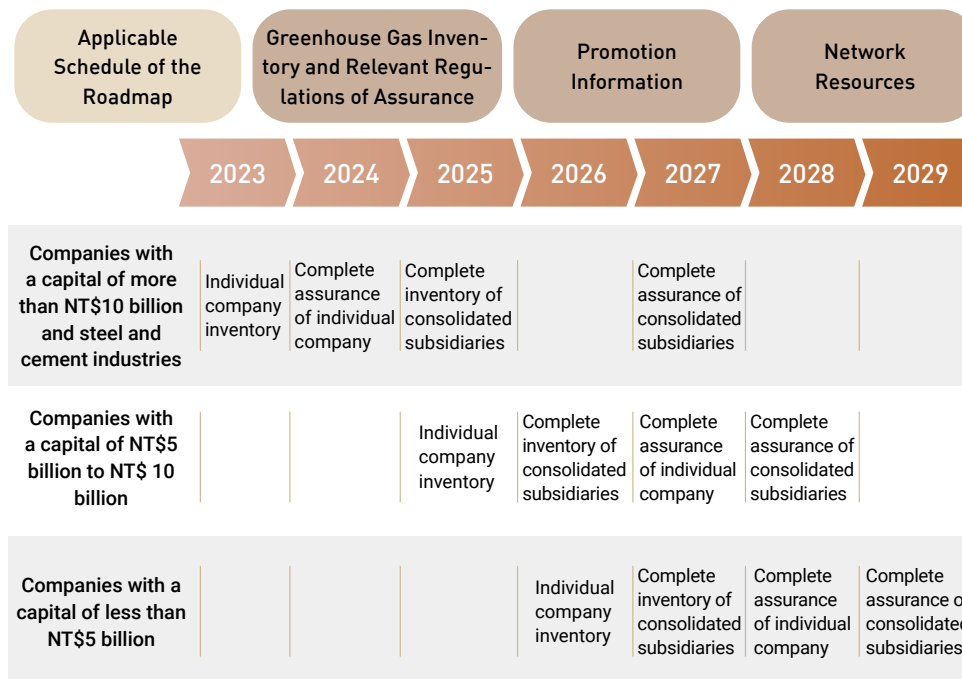 Applicable
Schedule of the
Roadmap
Greenhouse Gas Inven-
tory and Relevant Regu-
lations of Assurance
Promotion
Information
Network
Resources
2023
2024
2025
2026
2027
2028
2029
Companies with
a capital of more
than NT$10 billion
and steel and
cement industries
Individual
company
inventory
Complete
assurance
of individual
company
Complete
inventory of
consolidated
subsidiaries
Complete
assurance of
consolidated
subsidiaries
Companies with
a capital of NT$5
billion to NT$ 10
billion
Individual
company
inventory
Complete
inventory of
consolidated
subsidiaries
Complete
assurance
of individual
company
Complete
assurance of
consolidated
subsidiaries
Companies with a
capital of less than
NT$5 billion
Individual
company
inventory
Complete
inventory of
consolidated
subsidiaries
Complete
assurance
of individual
company
Complete
assurance o
consolidated
subsidiaries